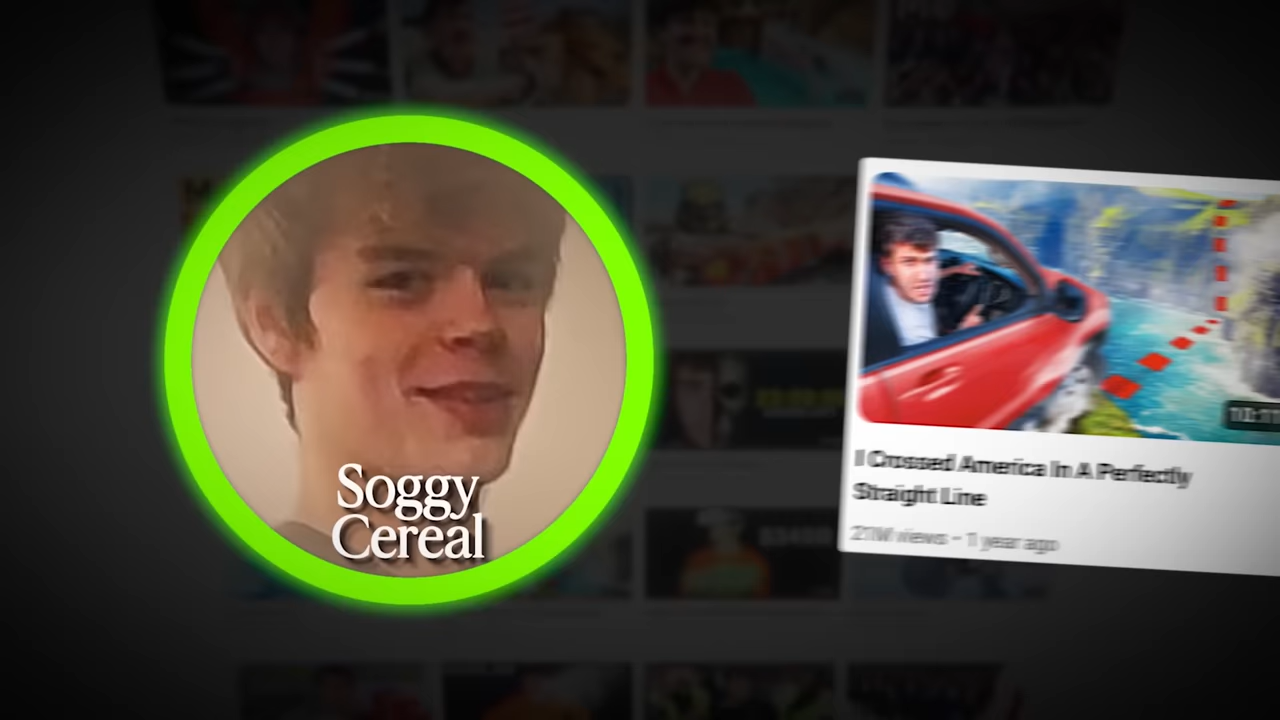 Soggy
Cereal
I Crossed America In A Perfectly
Straight Line
21M views • 1 year ago